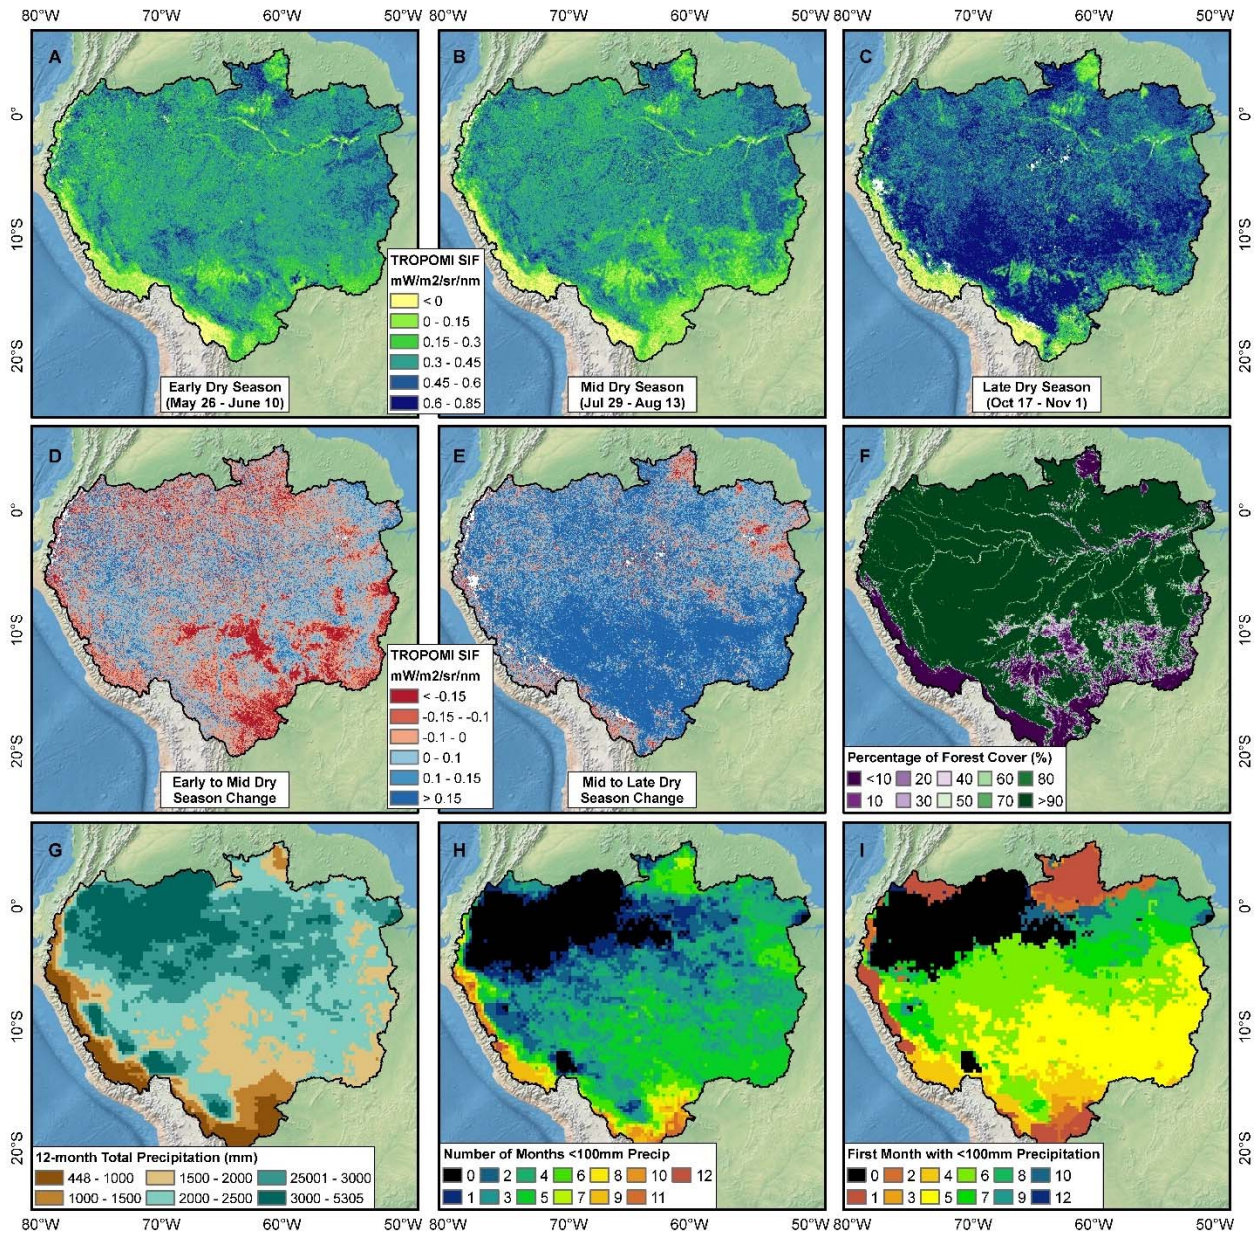 80°W 70°W 60°W 50°W 80°W 70°W 60°W 50°W 80°W 70°W 60°W 50°W
A
B
C
0°
10°S
20°S
0°
10°S
20°S
TROPOMI SIF
mW/m2/sr/nm
< 0
0 - 0.15
0.15 - 0.3
0.3 - 0.45
0.45 - 0.6
0.6 - 0.85
Early Dry Season
(May 26 - June 10)
Mid Dry Season
(Jul 29 - Aug 13)
Late Dry Season
(Oct 17 - Nov 1)
D
E
F
0°
10°S
20°S
0°
10°S
20°S
TROPOMI SIF
mW/m2/sr/nm
< -0.15
-0.15 - -0.1
-0.1 - 0
0 - 0.1
0.1 - 0.15
> 0.15
Early to Mid Dry
Season Change
Mid to Late Dry
Season Change
Percentage of Forest Cover (%)
<10 20 40 60 80
10 30 50 70 >90
G
H
I
0°
10°S
20°S
0°
10°S
20°S
12-month Total Precipitation (mm)
448 - 1000 1500 - 2000 25001 - 3000
1000 - 1500 2000 - 2500 3000 - 5305
Number of Months <100mm Precip
0 2 4 6 8 10 12
1 3 5 7 9 11
First Month with <100mm Precipitation
0 2 4 6 8 10
1 3 5 7 9 12
80°W 70°W 60°W 80°W 70°W 60°W 80°W 70°W 60°W 50°W